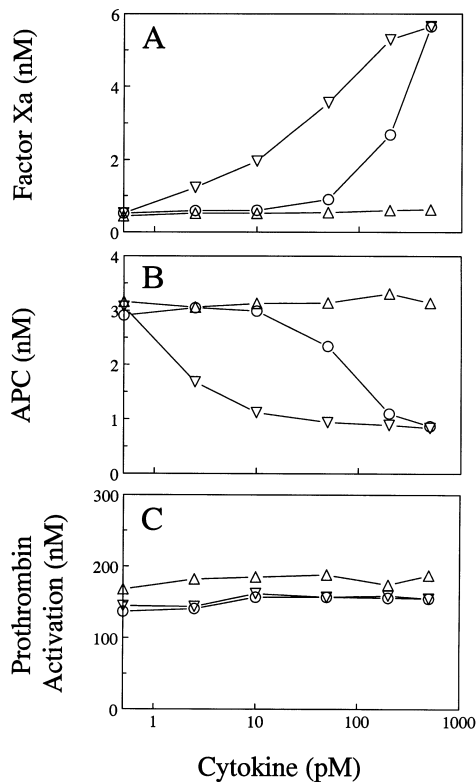 A
Factor Xa (nM)
6
4
2
0
B
APC (nM)
4
3
2
1
0
C
Prothrombin
Activation (nM)
300
200
100
0
1
10
100
1000
Cytokine (pM)